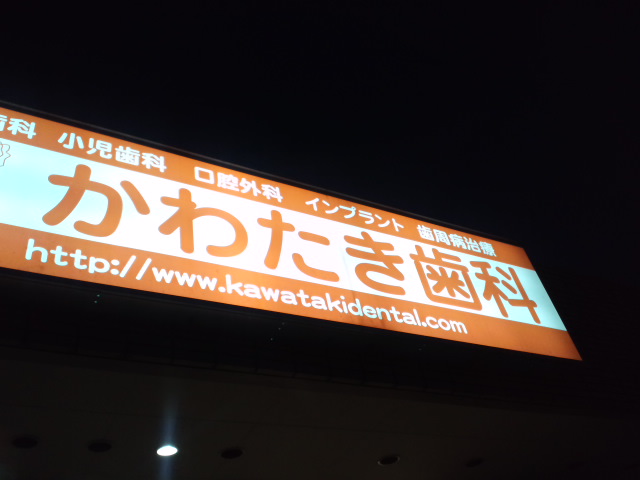 歯科 小児歯科 口腔外科 インプラント 歯周病治療
かわたき歯科
http://www.kawatakidental.com